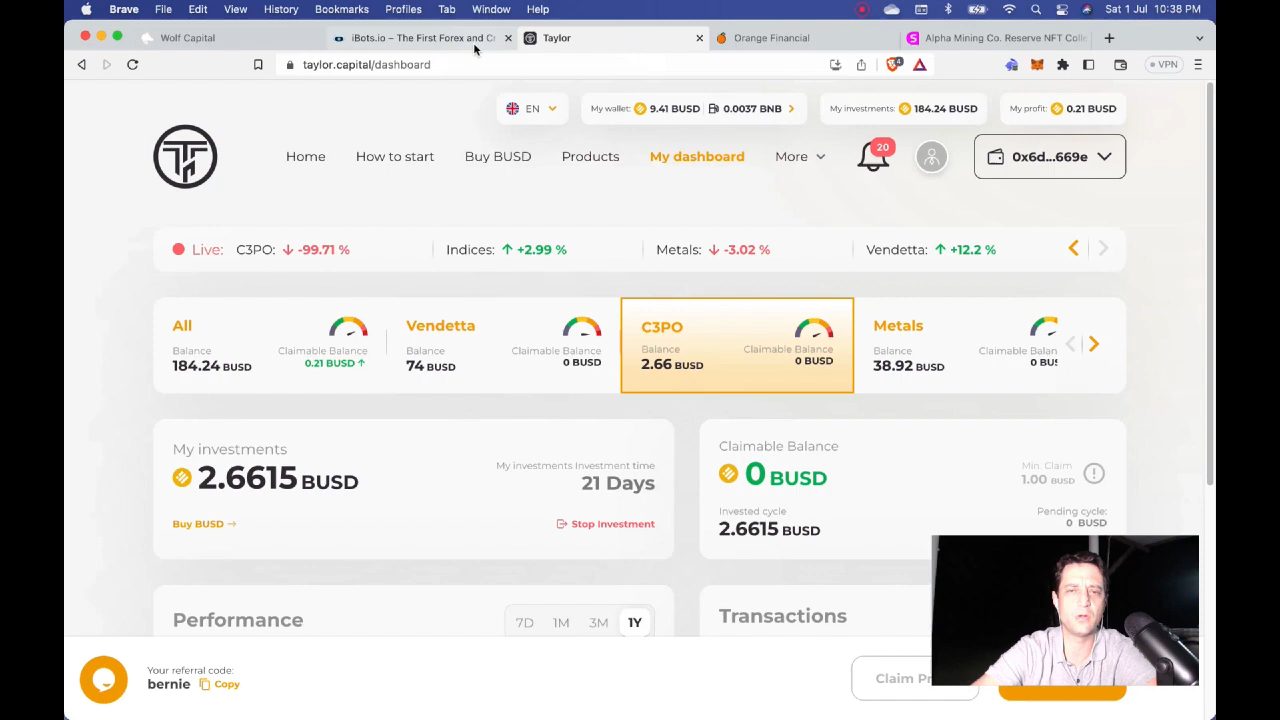 Brave File Edit View History Bookmarks Profiles Tab Window Help Sat 1 Jul 10:38 PM
Wolf Capital iBots.io – The First Forex and Cr Taylor Orange Financial Alpha Mining Co. Reserve NFT Colle
taylor.capital/dashboard 4 VPN
EN My wallet: 9.41 BUSD 0.0037 BNB My investments: 184.24 BUSD My profit: 0.21 BUSD
Home How to start Buy BUSD Products My dashboard More 20 0x6d...669e
Live: C3PO: ↓ -99.71 % Indices: ↑ +2.99 % Metals: ↓ -3.02 % Vendetta: ↑ +12.2 %
All Vendetta C3PO Metals
Balance Claimable Balance Balance Claimable Balance Balance Claimable Balance Balance Claimable Balan
184.24 BUSD 0.21 BUSD ↑ 74 BUSD 0 BUSD 2.66 BUSD 0 BUSD 38.92 BUSD 0 BUS
My investments Claimable Balance
2.6615 BUSD My investments Investment time 0 BUSD Min. Claim
21 Days 1.00 BUSD
Invested cycle Pending cycle:
Buy BUSD → Stop Investment 2.6615 BUSD 0 BUSD
Performance 7D 1M 3M 1Y Transactions
Your referral code:
bernie Copy Claim Pr